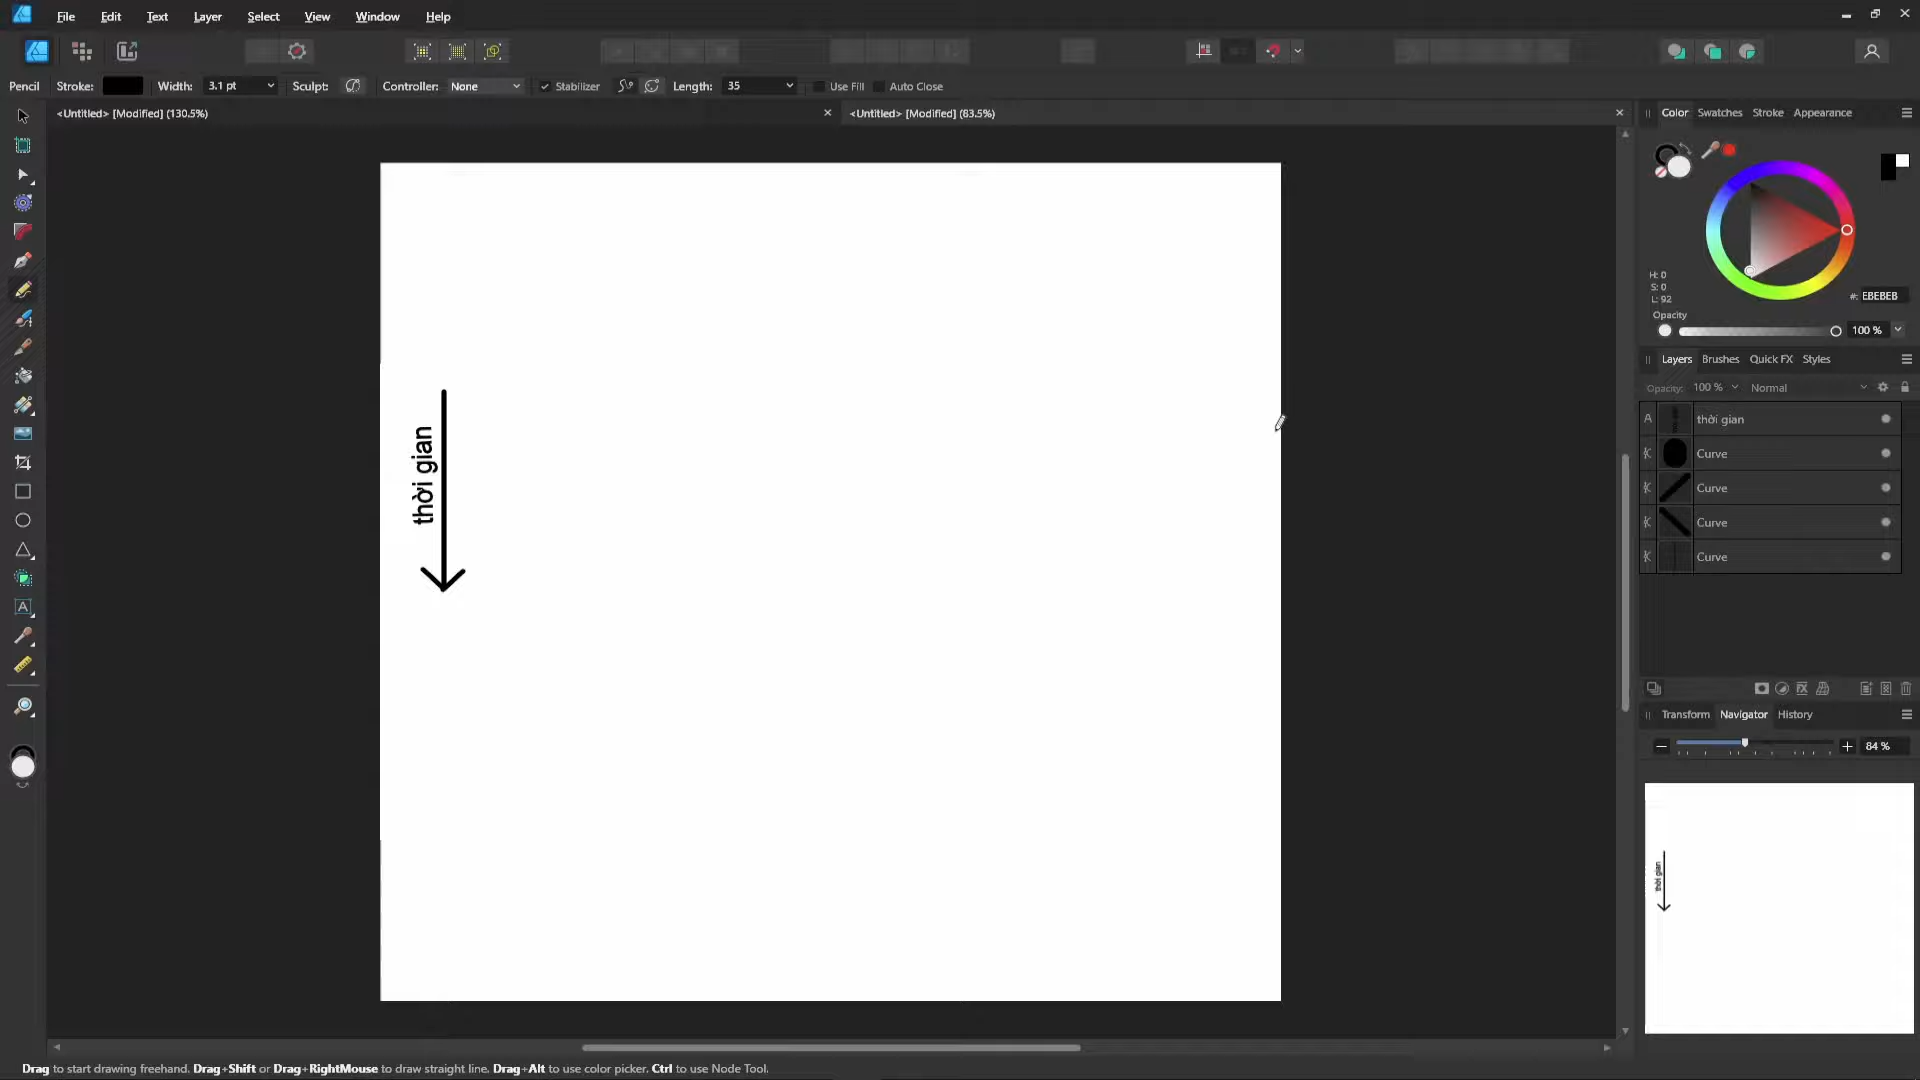 File Edit Text Layer Select View Window Help
Pencil Stroke: Width: 3.1 pt Sculpt: Controller: None Stabilizer Length: 35 Use Fill Auto Close
<Untitled> [Modified] (130.5%)
<Untitled> [Modified] (83.5%)
Color Swatches Stroke Appearance
H: 0
S: 0
L: 92
#: EBEBEB
Opacity
100 %
Layers Brushes Quick FX Styles
Opacity: 100 % Normal
A thời gian
Curve
Curve
Curve
Curve
Transform Navigator History
84 %
thời gian
thời gian
Drag to start drawing freehand. Drag+Shift or Drag+RightMouse to draw straight line. Drag+Alt to use color picker. Ctrl to use Node Tool.